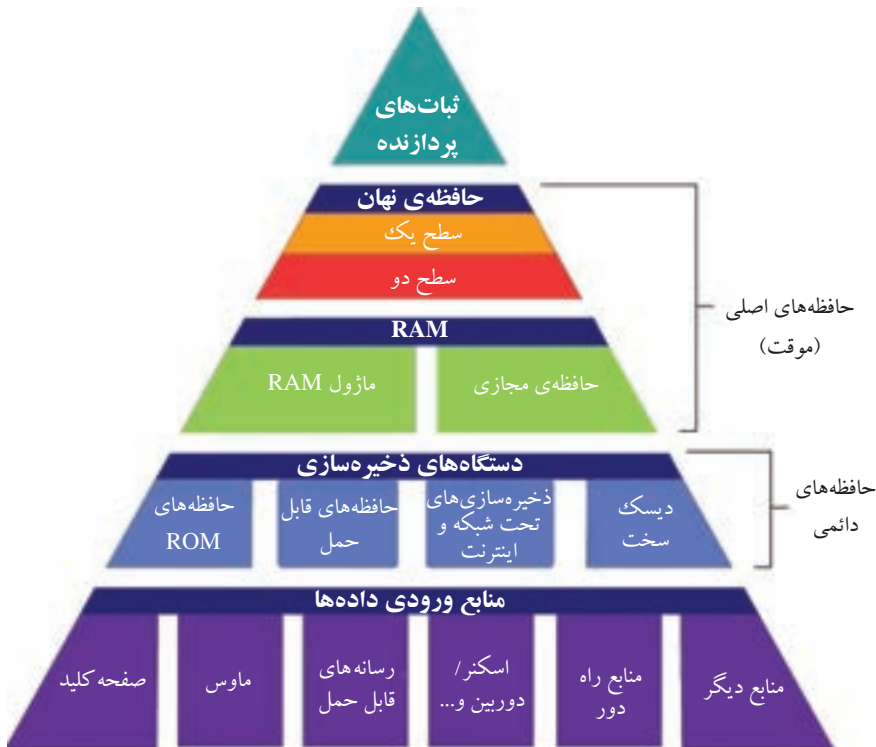 ثبات‌های
پردازنده
حافظه‌ی نهان
سطح یک
سطح دو
RAM
حافظه‌ی مجازی
ماژول RAM
حافظه‌های اصلی
(موقت)
دستگاه‌های ذخیره‌سازی
دیسک
سخت
ذخیره‌سازی‌های
تحت شبکه و
اینترنت
حافظه‌های قابل
حمل
حافظه‌های
ROM
حافظه‌های
دائمی
منابع ورودی داده‌ها
منابع دیگر
منابع راه
دور
اسکنر/
دوربین و...
رسانه‌های
قابل حمل
ماوس
صفحه کلید